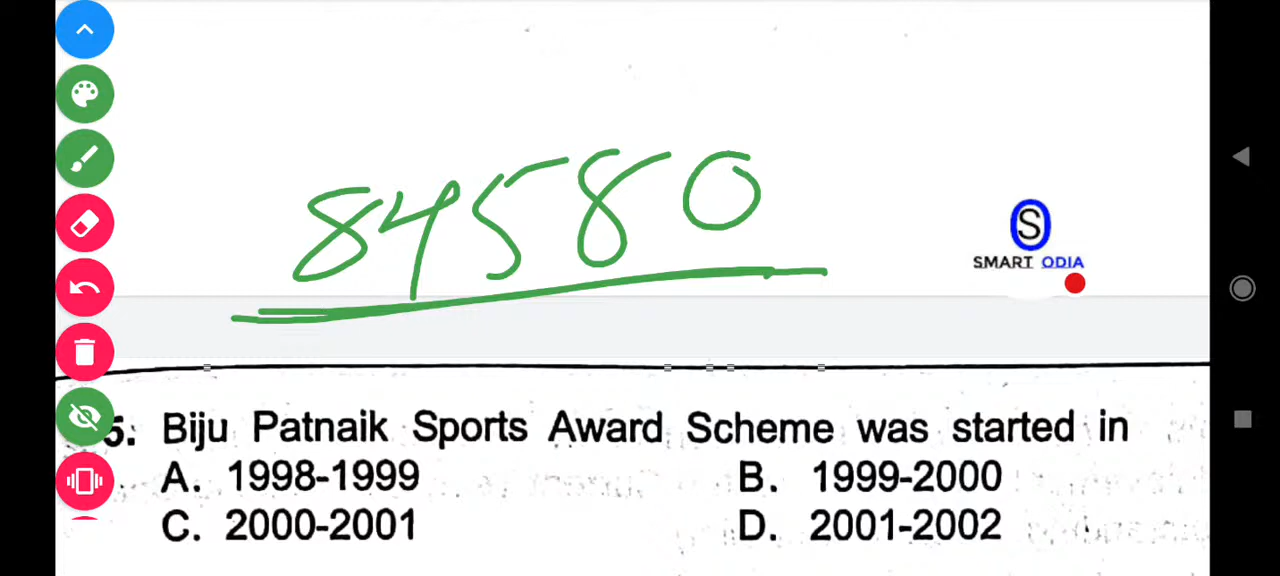 84580
S
SMART ODIA
5. Biju Patnaik Sports Award Scheme was started in
A. 1998-1999 B. 1999-2000
C. 2000-2001 D. 2001-2002